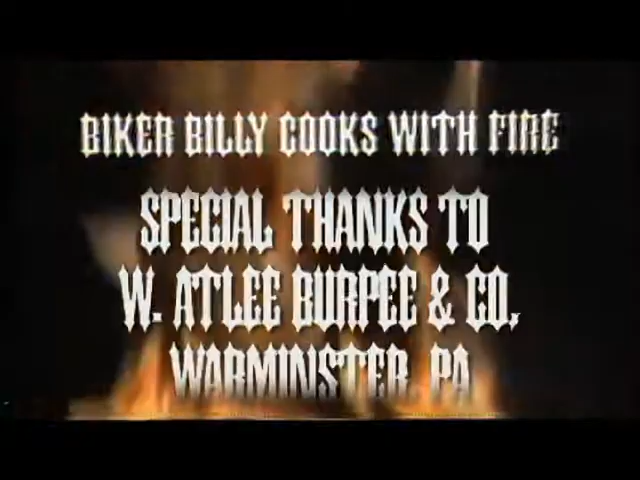 BIKER BILLY COOKS WITH FIRE
SPECIAL THANKS TO
W. ATLEE BURPEE & CO.
WARMINSTER, PA